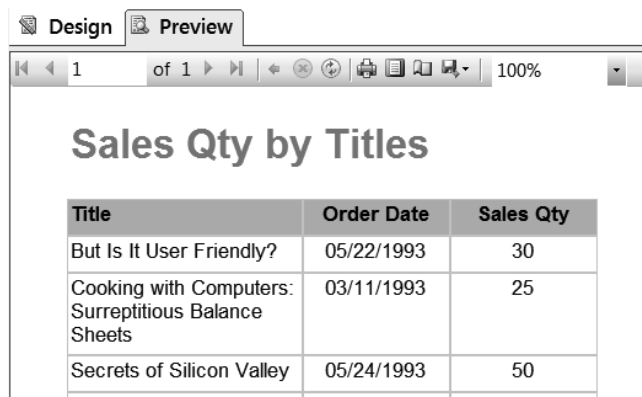 Design Preview
1 of 1 100%
Sales Qty by Titles
Title Order Date Sales Qty
But Is It User Friendly? 05/22/1993 30
Cooking with Computers: 03/11/1993 25
Surreptitious Balance
Sheets
Secrets of Silicon Valley 05/24/1993 50